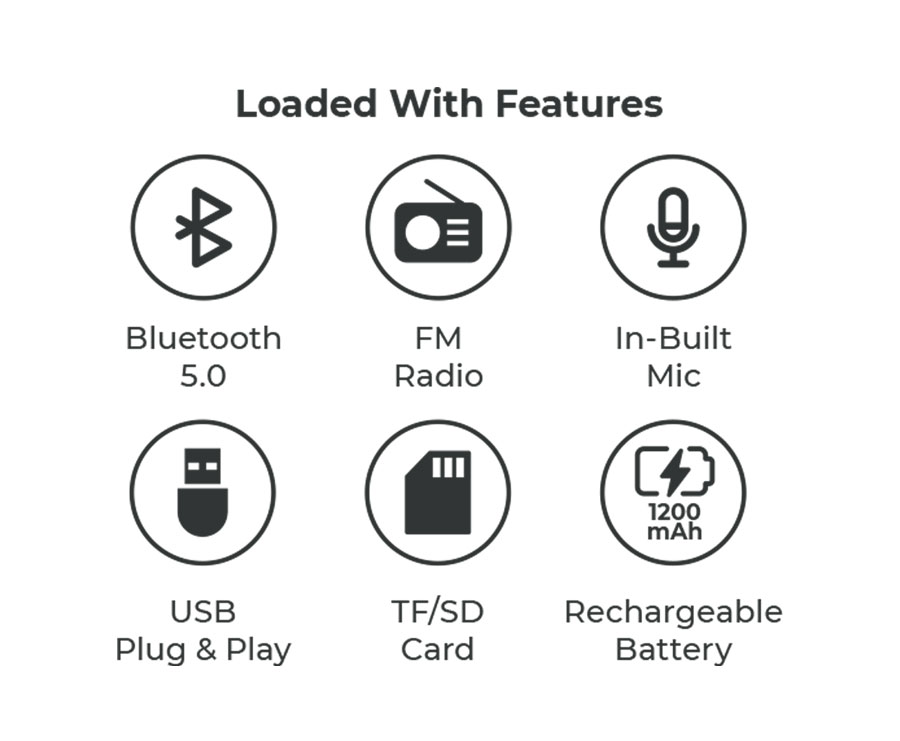 Loaded With Features
Bluetooth
5.0
FM
Radio
In-Built
Mic
1200
mAh
USB
Plug & Play
TF/SD
Card
Rechargeable
Battery